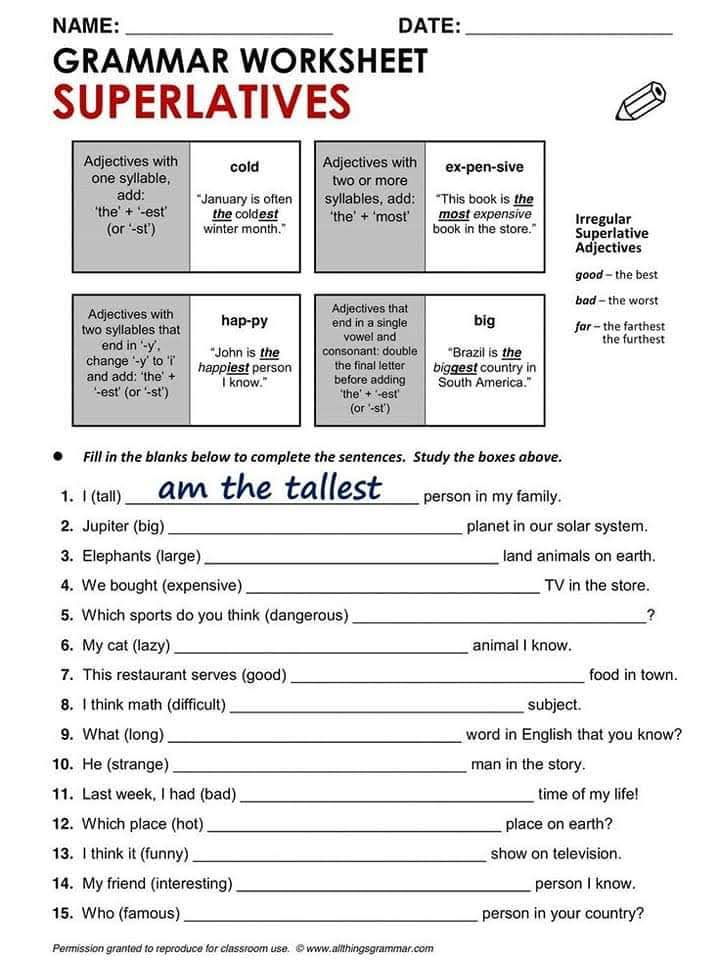 NAME: ____________________ DATE: ____________________
GRAMMAR WORKSHEET
SUPERLATIVES
Adjectives with
one syllable,
add:
‘the’ + ‘-est’
(or ‘-st’)
cold
“January is often
the coldest
winter month.”
Adjectives with
two or more
syllables, add:
‘the’ + ‘most’
ex-pen-sive
“This book is the
most expensive
book in the store.”
Irregular
Superlative
Adjectives
good – the best
bad – the worst
far – the farthest
the furthest
Adjectives with
two syllables that
end in ‘-y’,
change ‘-y’ to ‘i’
and add: ‘the’ +
‘-est’ (or ‘-st’)
hap-py
“John is the
happiest person
I know.”
Adjectives that
end in a single
vowel and
consonant: double
the final letter
before adding
‘the’ + ‘-est’
(or ‘-st’)
big
“Brazil is the
biggest country in
South America.”
● Fill in the blanks below to complete the sentences. Study the boxes above.
1. I (tall) am the tallest person in my family.
2. Jupiter (big) ____________________ planet in our solar system.
3. Elephants (large) ____________________ land animals on earth.
4. We bought (expensive) ____________________ TV in the store.
5. Which sports do you think (dangerous) ____________________?
6. My cat (lazy) ____________________ animal I know.
7. This restaurant serves (good) ____________________ food in town.
8. I think math (difficult) ____________________ subject.
9. What (long) ____________________ word in English that you know?
10. He (strange) ____________________ man in the story.
11. Last week, I had (bad) ____________________ time of my life!
12. Which place (hot) ____________________ place on earth?
13. I think it (funny) ____________________ show on television.
14. My friend (interesting) ____________________ person I know.
15. Who (famous) ____________________ person in your country?
Permission granted to reproduce for classroom use. © www.allthingsgrammar.com